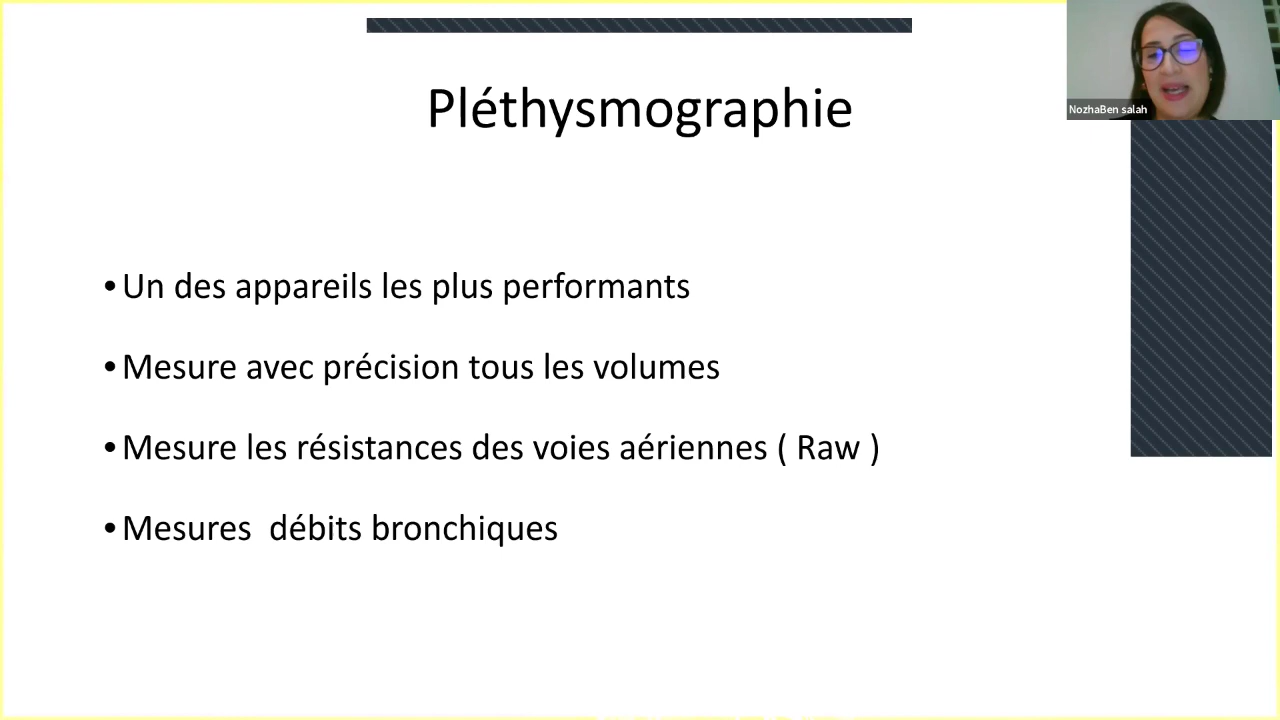 Pléthysmographie
NozhaBen salah
•Un des appareils les plus performants
•Mesure avec précision tous les volumes
•Mesure les résistances des voies aériennes ( Raw )
•Mesures  débits bronchiques